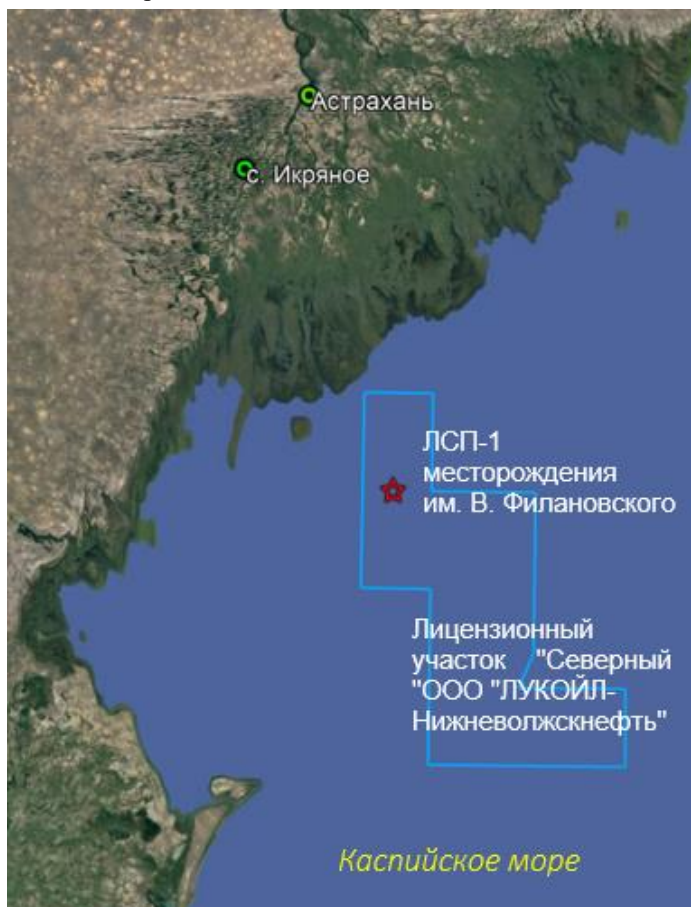 Астрахань
с. Икряное
ЛСП-1
месторождения
им. В. Филановского
Лицензионный
участок "Северный
"ООО "ЛУКОЙЛ-
Нижневолжскнефть"
Каспийское море